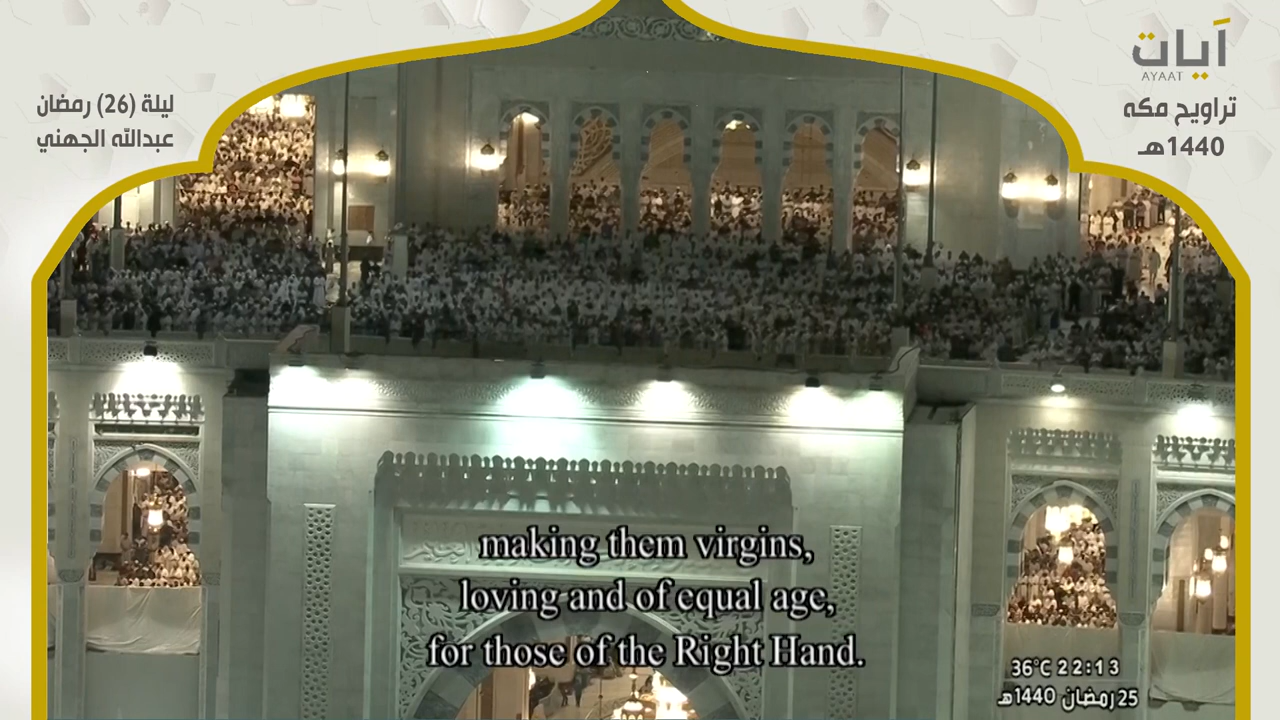 آيات
AYAAT
تراويح مكه
1440هـ
ليلة (26) رمضان
عبدالله الجهني
making them virgins,
loving and of equal age,
for those of the Right Hand.
36°C 22:13
25 رمضان 1440هـ